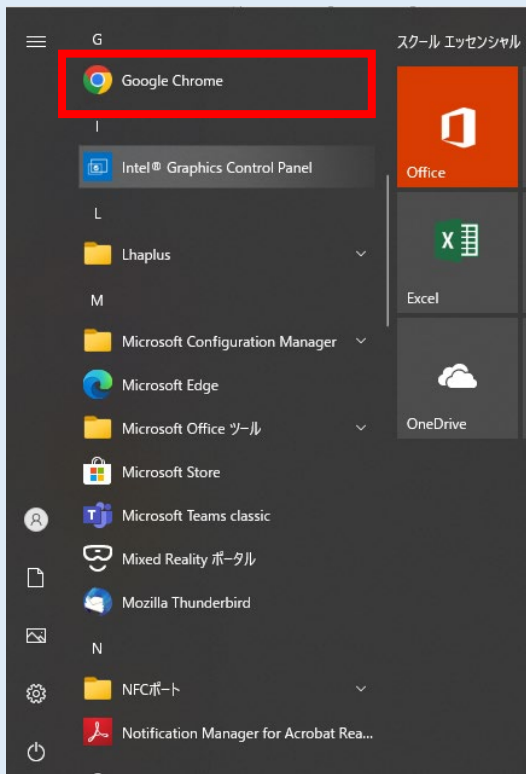 G
スクール エッセンシャル
Google Chrome
I
Intel® Graphics Control Panel
Office
L
Lhaplus
M
Excel
Microsoft Configuration Manager
Microsoft Edge
Microsoft Office ツール
OneDrive
Microsoft Store
Microsoft Teams classic
Mixed Reality ポータル
Mozilla Thunderbird
N
NFCポート
Notification Manager for Acrobat Rea...